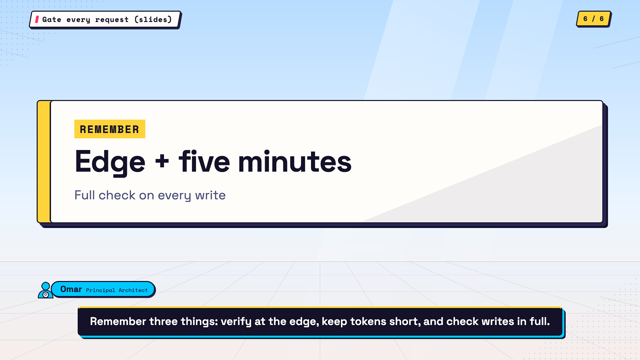 Gate every request (slides)
6 / 6
REMEMBER
Edge + five minutes
Full check on every write
Omar Principal Architect
Remember three things: verify at the edge, keep tokens short, and check writes in full.